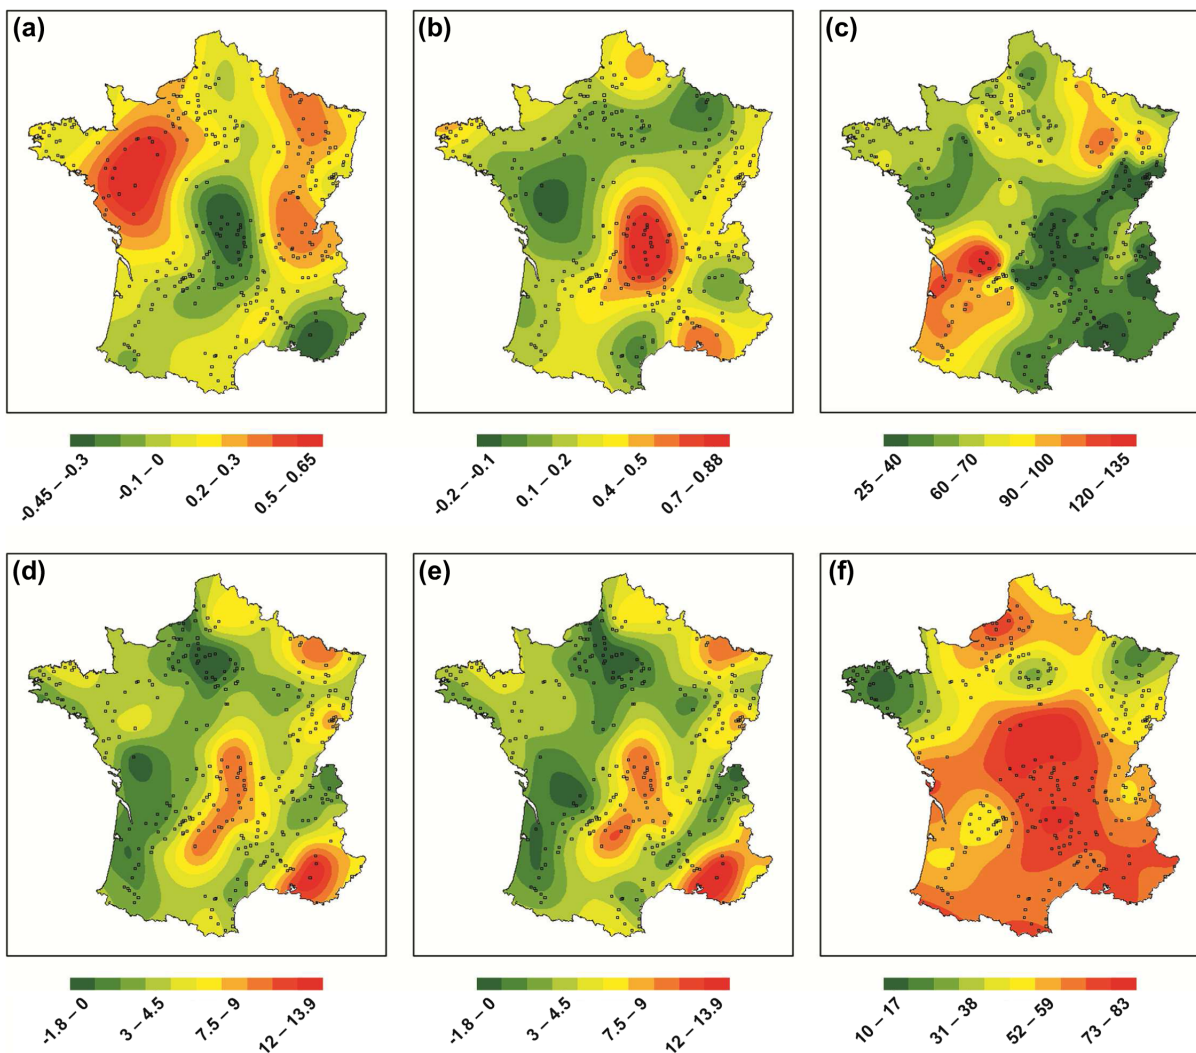 (a) (b) (c)
-0.45 – -0.3 -0.1 – 0 0.2 – 0.3 0.5 – 0.65
-0.2 – -0.1 0.1 – 0.2 0.4 – 0.5 0.7 – 0.88
25 – 40 60 – 70 90 – 100 120 – 135
(d) (e) (f)
-1.8 – 0 3 – 4.5 7.5 – 9 12 – 13.9
-1.8 – 0 3 – 4.5 7.5 – 9 12 – 13.9
10 – 17 31 – 38 52 – 59 73 – 83